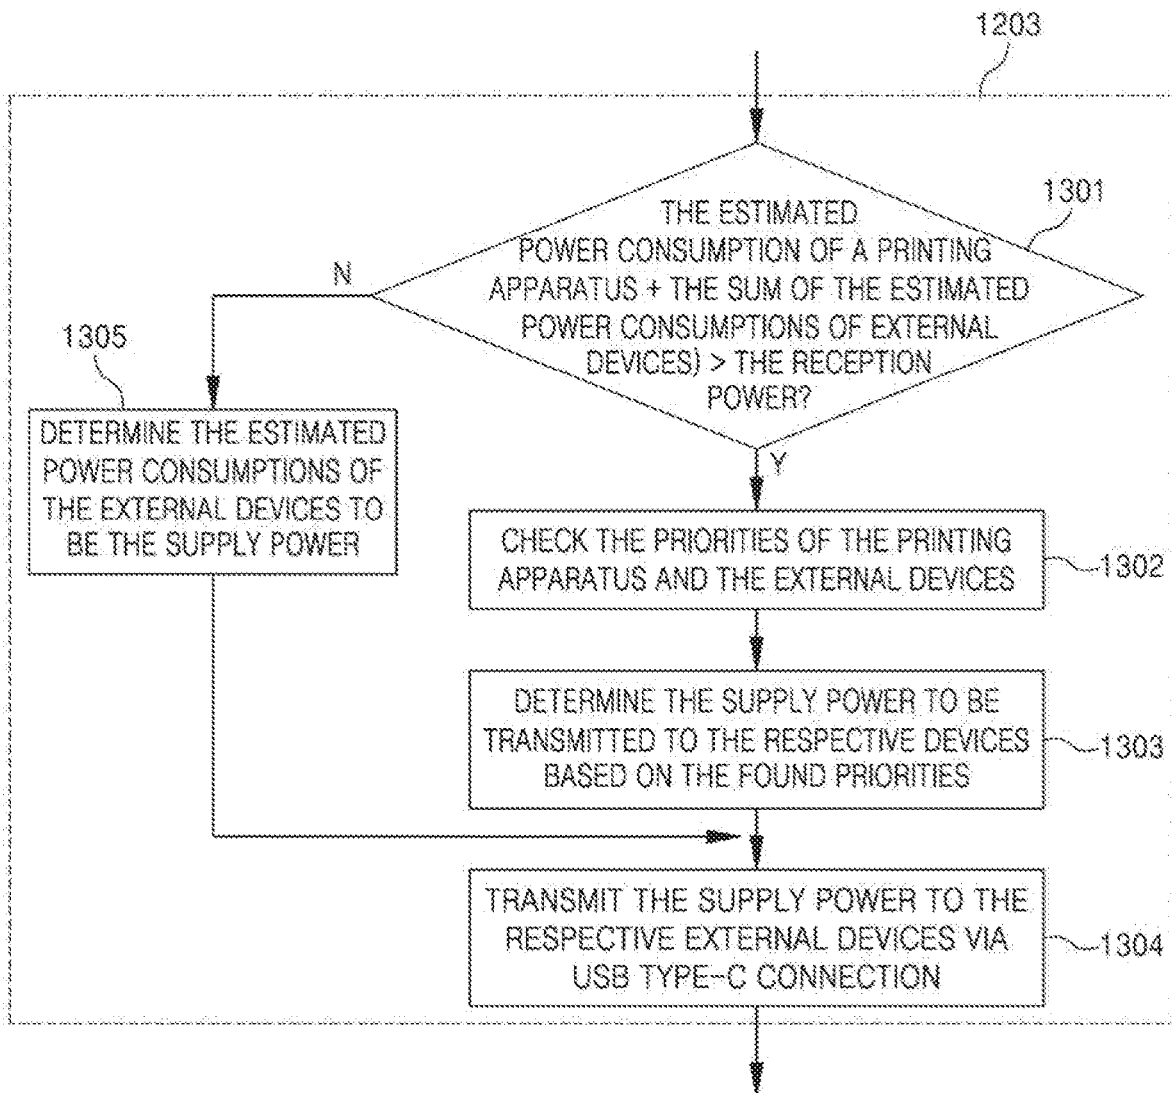 1203
THE ESTIMATED
POWER CONSUMPTION OF A PRINTING
APPARATUS + THE SUM OF THE ESTIMATED
POWER CONSUMPTIONS OF EXTERNAL
DEVICES) > THE RECEPTION
POWER?
1301
N
Y
1305
DETERMINE THE ESTIMATED
POWER CONSUMPTIONS OF
THE EXTERNAL DEVICES TO
BE THE SUPPLY POWER
CHECK THE PRIORITIES OF THE PRINTING
APPARATUS AND THE EXTERNAL DEVICES
1302
DETERMINE THE SUPPLY POWER TO BE
TRANSMITTED TO THE RESPECTIVE DEVICES
BASED ON THE FOUND PRIORITIES
1303
TRANSMIT THE SUPPLY POWER TO THE
RESPECTIVE EXTERNAL DEVICES VIA
USB TYPE-C CONNECTION
1304